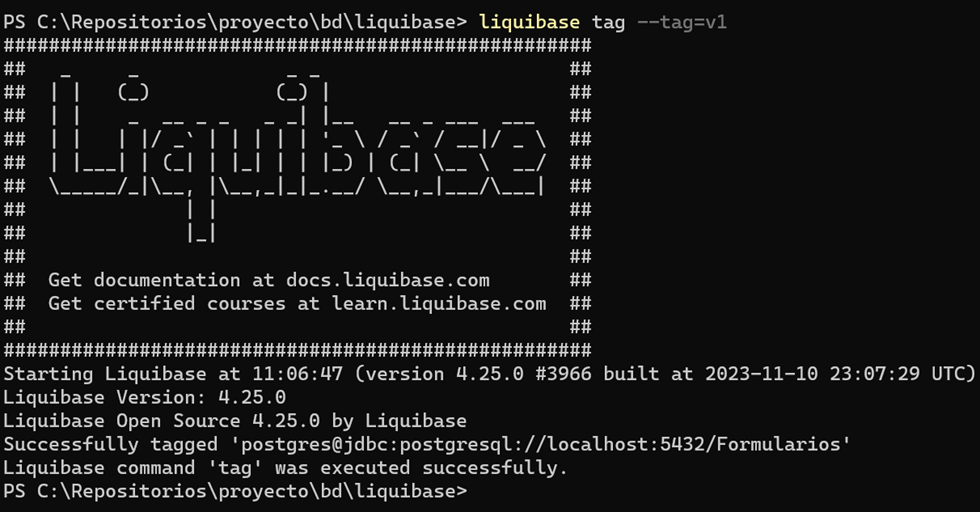 PS C:\Repositorios\proyecto\bd\liquibase> liquibase tag --tag=v1
####################################################
##   _     _             _ _                      ##
##  | |   (_)           (_) |                     ##
##  | |      _  __ _ _   _ _| |__   __ _ ___  ___  ##
##  | |   | |/ _` | | | | | '_ \ / _` / __|/ _ \  ##
##  | |___| | (_| | |_| | | |_) | (_| \__ \  __/  ##
##  \_____/_|\__, |\__,_|_|_.__/ \__,_|___/\___|  ##
##              | |                               ##
##              |_|                               ##
##                                                ##
##  Get documentation at docs.liquibase.com       ##
##  Get certified courses at learn.liquibase.com  ##
##                                                ##
####################################################
Starting Liquibase at 11:06:47 (version 4.25.0 #3966 built at 2023-11-10 23:07:29 UTC)
Liquibase Version: 4.25.0
Liquibase Open Source 4.25.0 by Liquibase
Successfully tagged 'postgres@jdbc:postgresql://localhost:5432/Formularios'
Liquibase command 'tag' was executed successfully.
PS C:\Repositorios\proyecto\bd\liquibase>